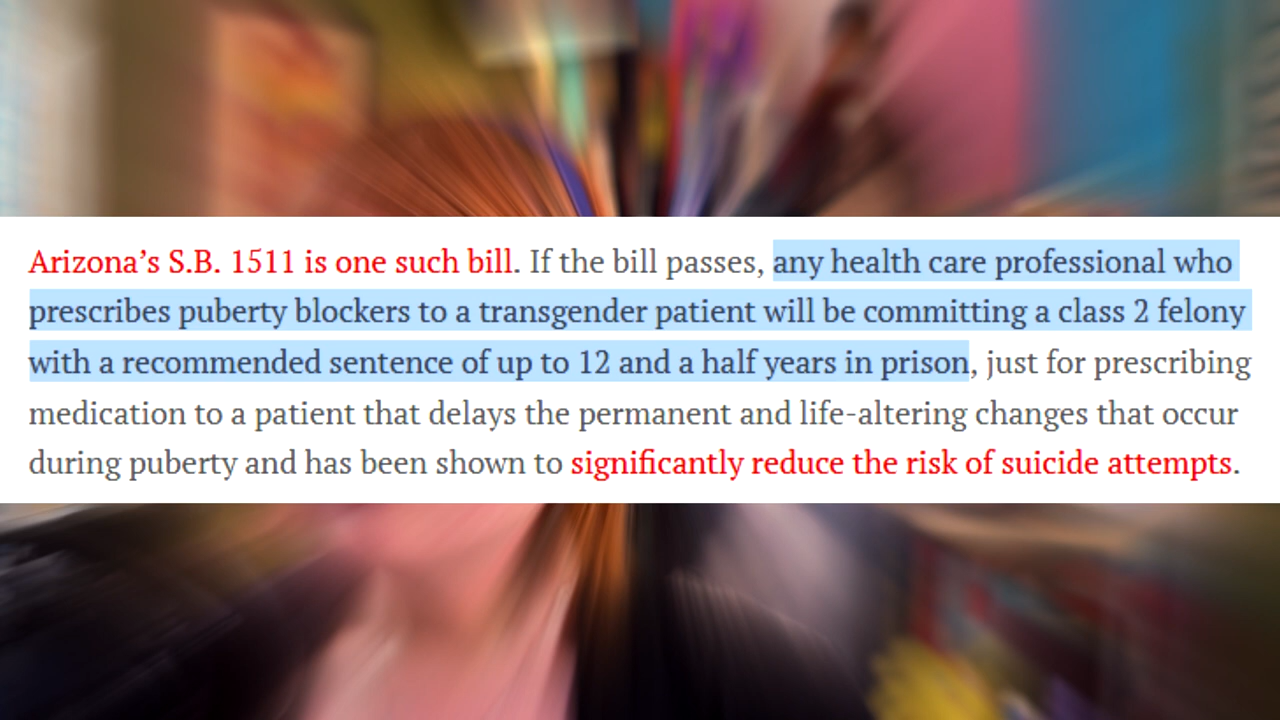 Arizona’s S.B. 1511 is one such bill. If the bill passes, any health care professional who
prescribes puberty blockers to a transgender patient will be committing a class 2 felony
with a recommended sentence of up to 12 and a half years in prison, just for prescribing
medication to a patient that delays the permanent and life-altering changes that occur
during puberty and has been shown to significantly reduce the risk of suicide attempts.